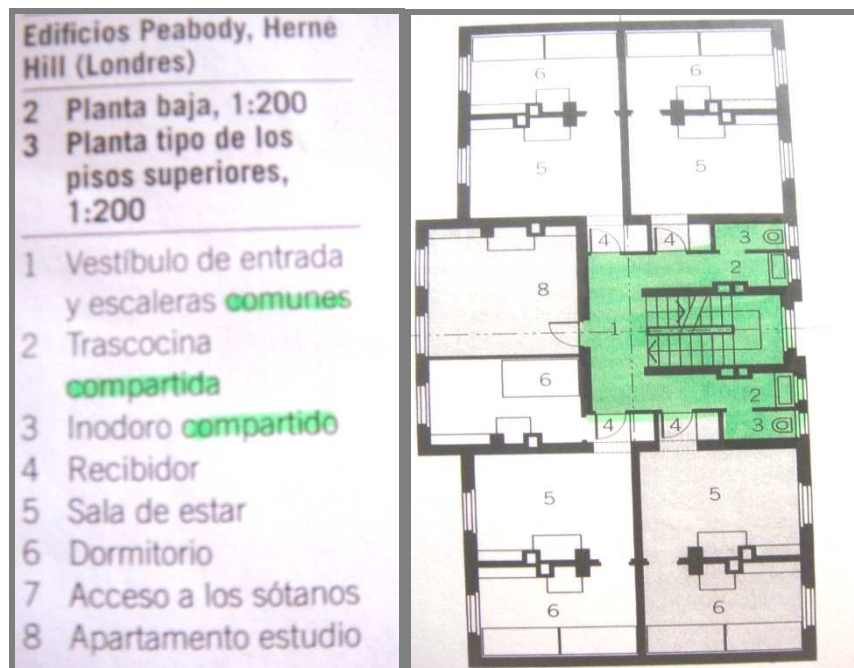 Edificios Peabody, Herne
Hill (Londres)
2 Planta baja, 1:200
3 Planta tipo de los
pisos superiores,
1:200
1 Vestíbulo de entrada
y escaleras comunes
2 Trascocina
compartida
3 Inodoro compartido
4 Recibidor
5 Sala de estar
6 Dormitorio
7 Acceso a los sótanos
8 Apartamento estudio
6 6
5 5
4 4 3
2
8
1
6
2
4 4 3
5 5
6 6